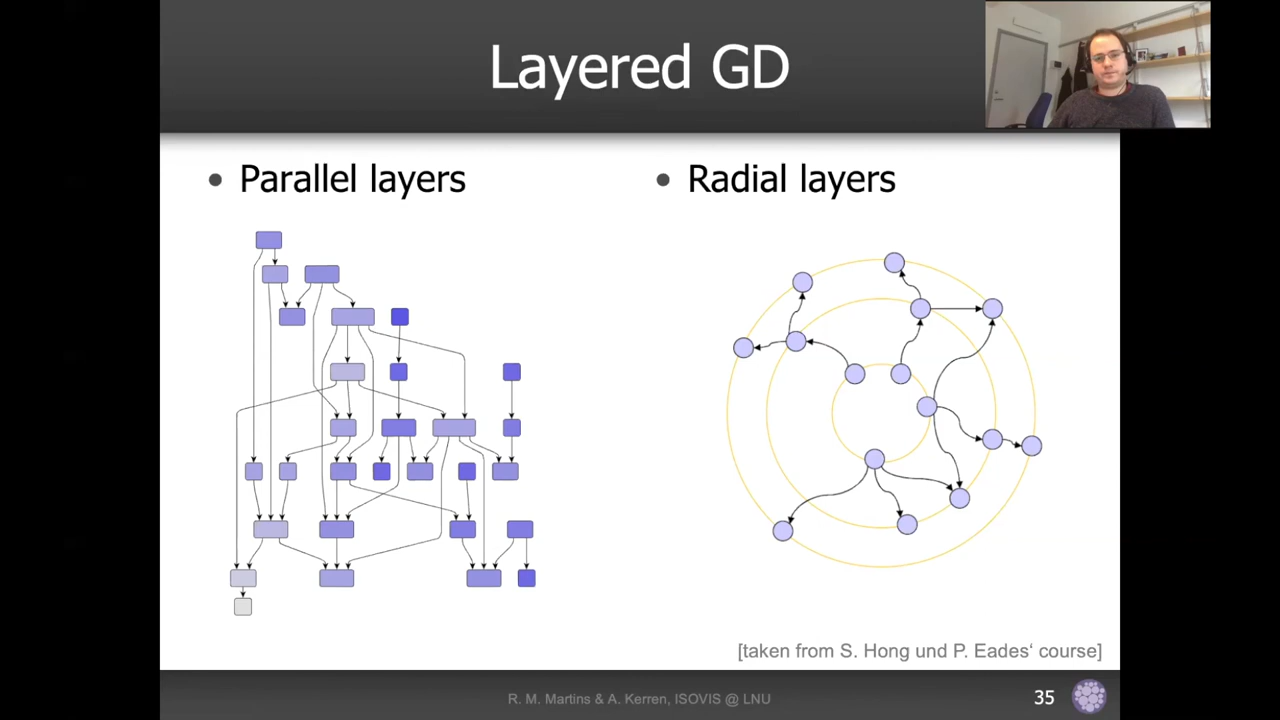 Layered GD
• Parallel layers
• Radial layers
[taken from S. Hong und P. Eades‘ course]
R. M. Martins & A. Kerren, ISOVIS @ LNU
35